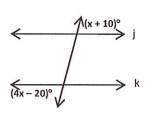 (x + 10)º
j
k
(4x – 20)º